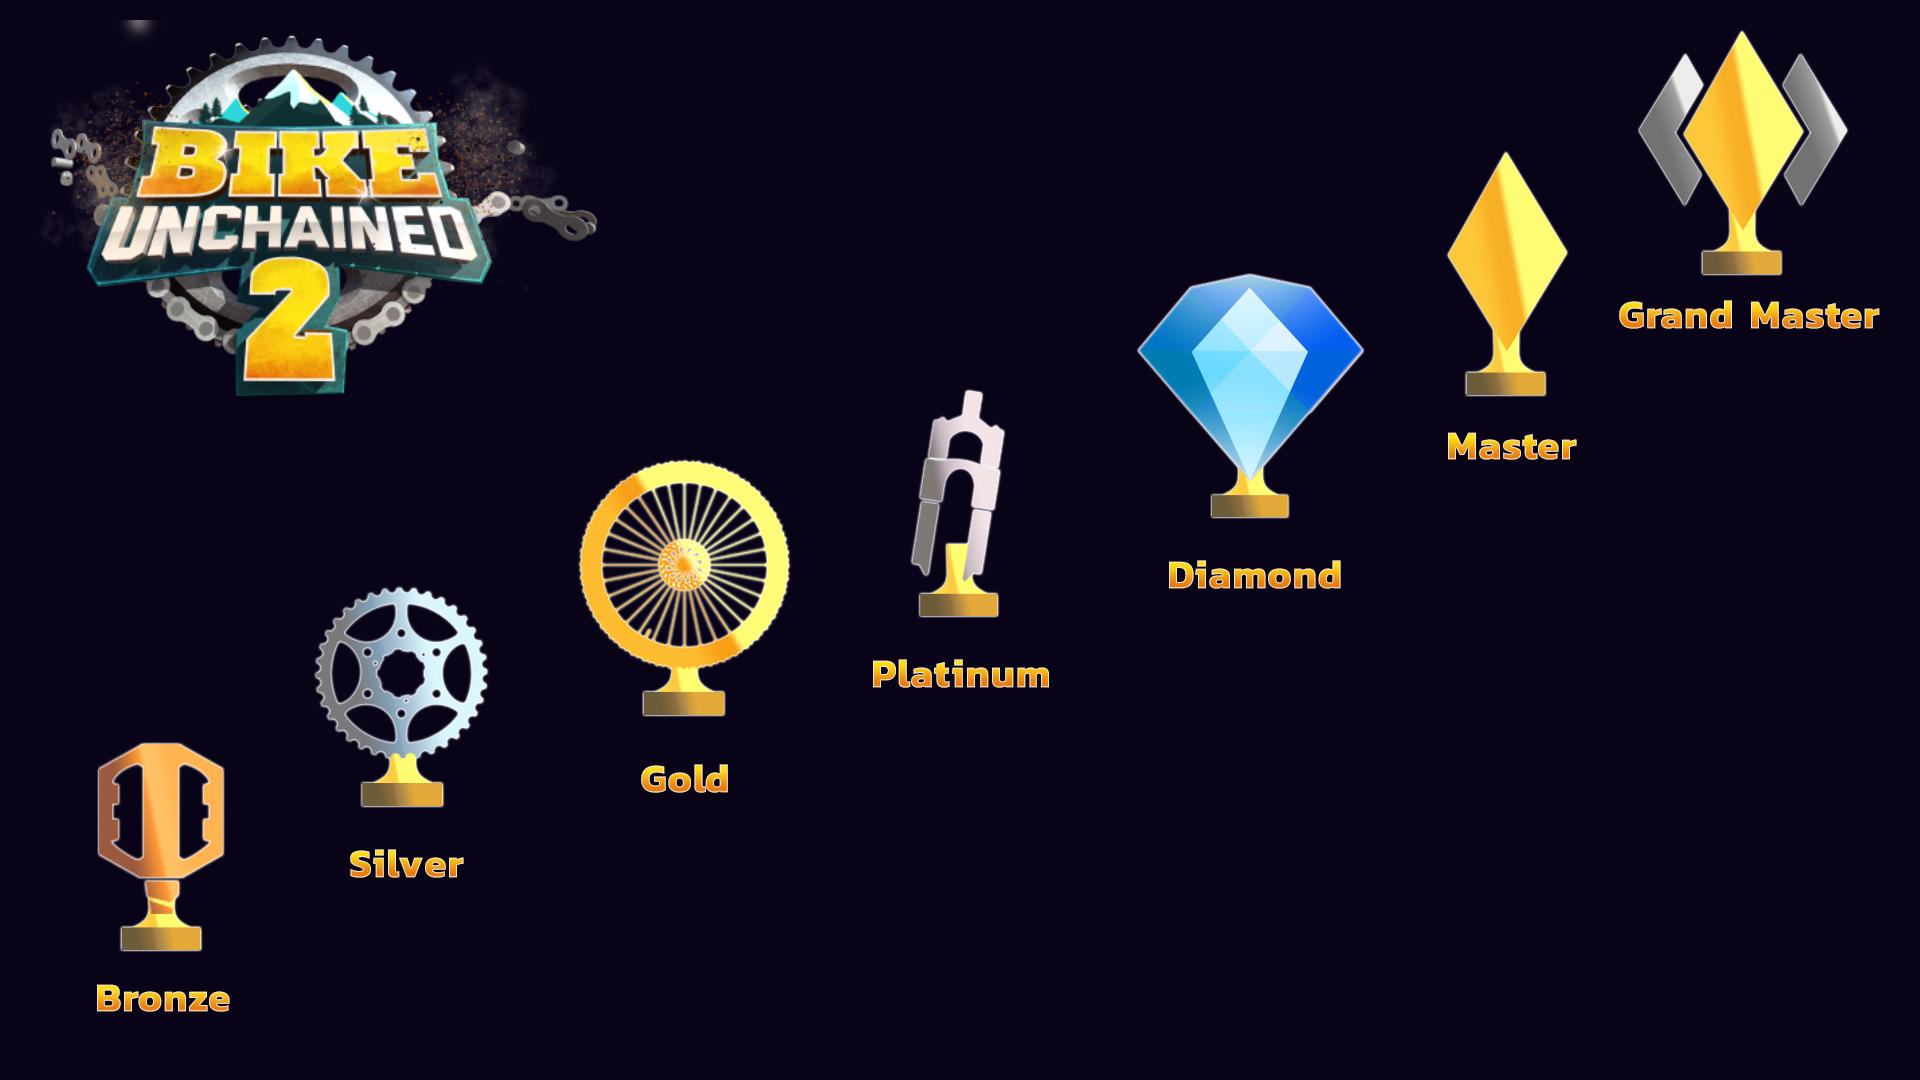 BIKE
UNCHAINED
2
Grand Master
Master
Diamond
Platinum
Gold
Silver
Bronze